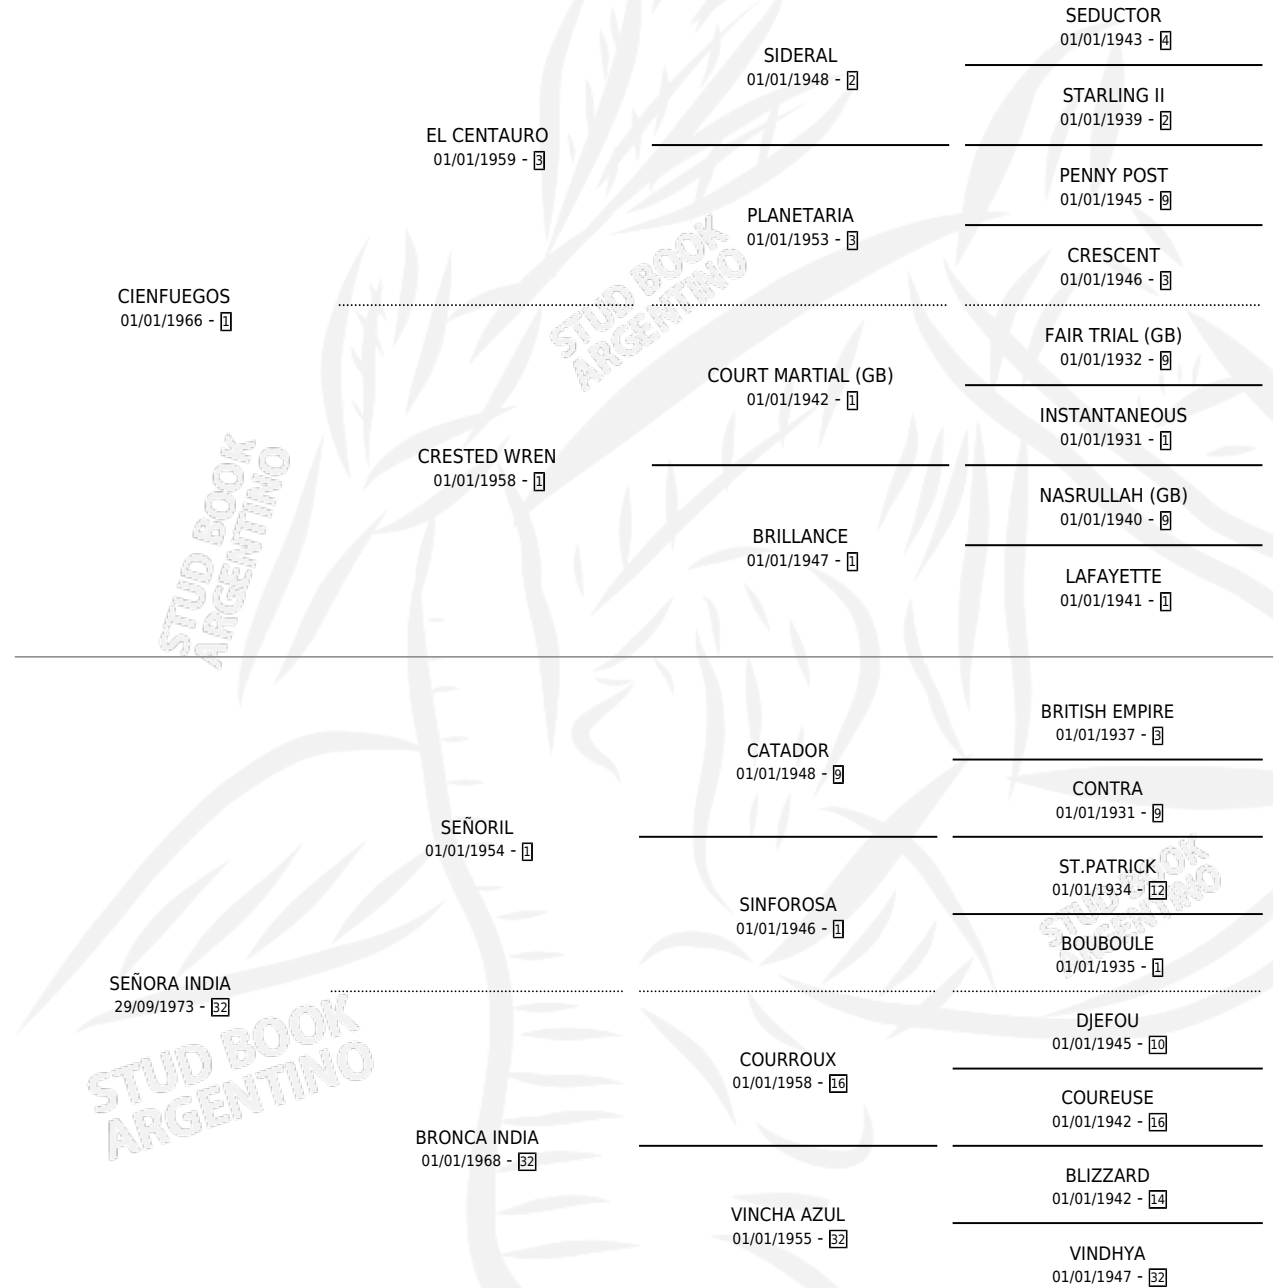 SEDUCTOR
01/01/1943 - 4
SIDERAL
01/01/1948 - 2
STARLING II
01/01/1939 - 2
EL CENTAURO
01/01/1959 - 3
PENNY POST
01/01/1945 - 9
PLANETARIA
01/01/1953 - 3
CRESCENT
01/01/1946 - 3
CIENFUEGOS
01/01/1966 - 1
FAIR TRIAL (GB)
01/01/1932 - 9
COURT MARTIAL (GB)
01/01/1942 - 1
INSTANTANEOUS
01/01/1931 - 1
CRESTED WREN
01/01/1958 - 1
NASRULLAH (GB)
01/01/1940 - 9
BRILLANCE
01/01/1947 - 1
LAFAYETTE
01/01/1941 - 1
BRITISH EMPIRE
01/01/1937 - 3
CATADOR
01/01/1948 - 9
CONTRA
01/01/1931 - 9
SEÑORIL
01/01/1954 - 1
ST.PATRICK
01/01/1934 - 12
SINFOROSA
01/01/1946 - 1
BOUBOULE
01/01/1935 - 1
SEÑORA INDIA
29/09/1973 - 32
DJEFOU
01/01/1945 - 10
COURROUX
01/01/1958 - 16
COUREUSE
01/01/1942 - 16
BRONCA INDIA
01/01/1968 - 32
BLIZZARD
01/01/1942 - 14
VINCHA AZUL
01/01/1955 - 32
VINDHYA
01/01/1947 - 32
STUD BOOK
ARGENTINO
STUD BOOK
ARGENTINO
STUD BOOK
ARGENTINO
STUD BOOK
ARGENTINO